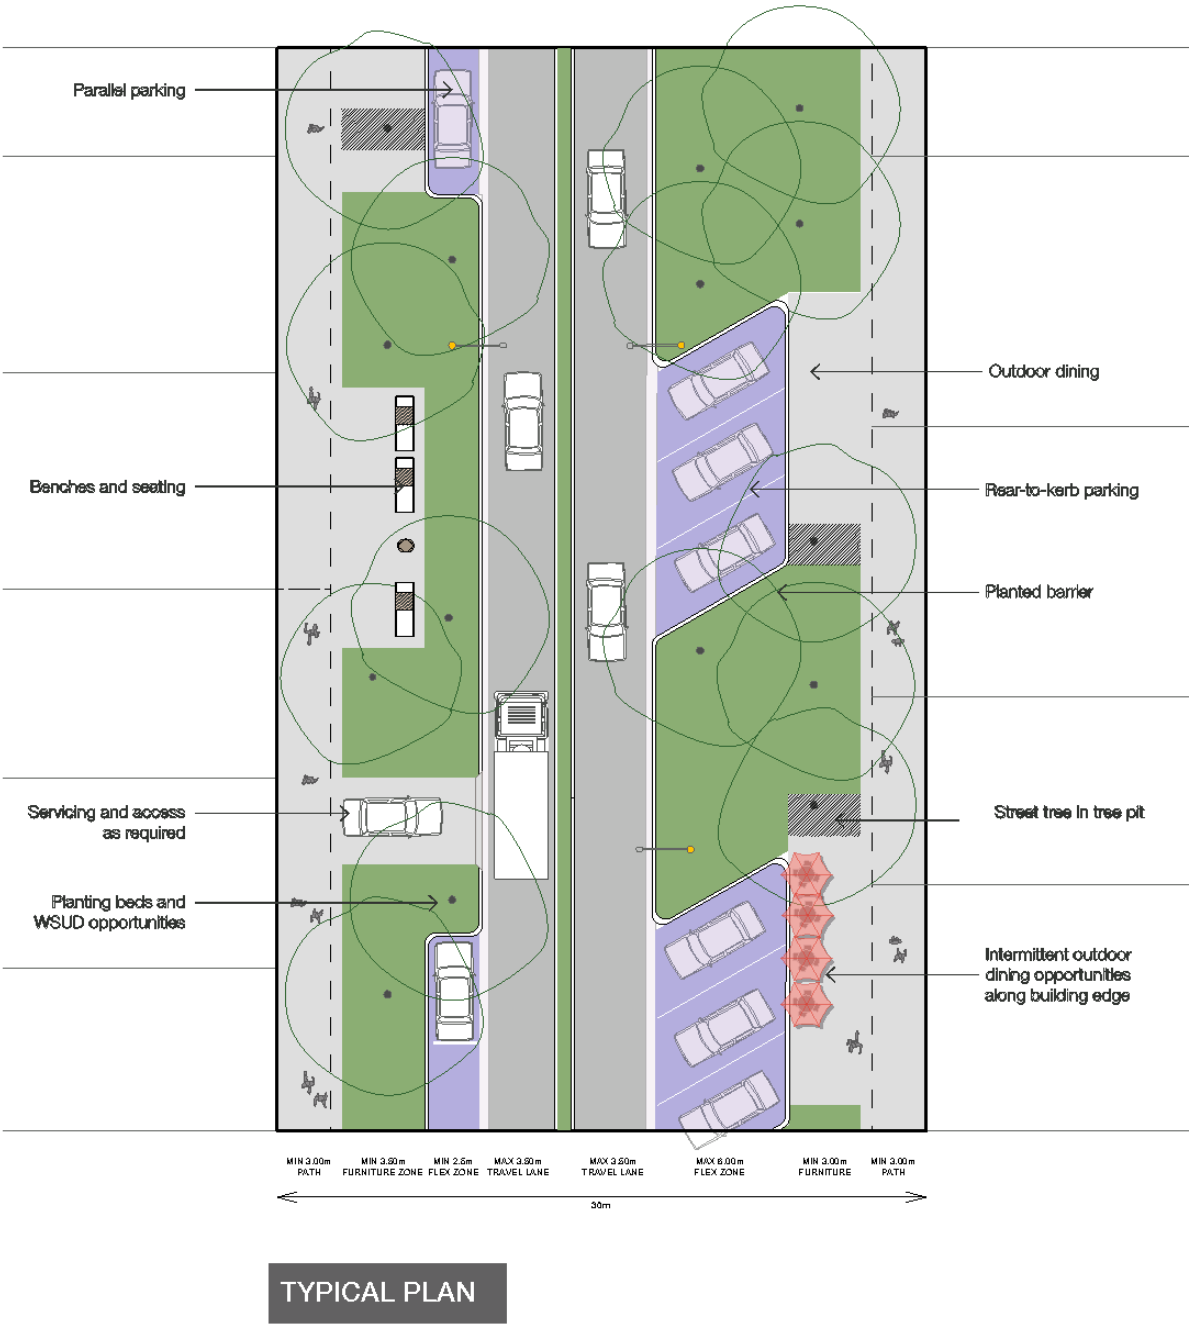 Parallel parking
Benches and seating
Servicing and access
as required
Planting beds and
WSUD opportunities
Outdoor dining
Rear-to-kerb parking
Planted barrier
Street tree in tree pit
Intermittent outdoor
dining opportunities
along building edge
MIN 3.00m
PATH
MIN 3.50m
FURNITURE ZONE
MIN 2.5m
FLEX ZONE
MAX 3.50m
TRAVEL LANE
MAX 3.50m
TRAVEL LANE
MAX 6.00m
FLEX ZONE
MIN 3.00m
FURNITURE
MIN 3.00m
PATH
30m
TYPICAL PLAN